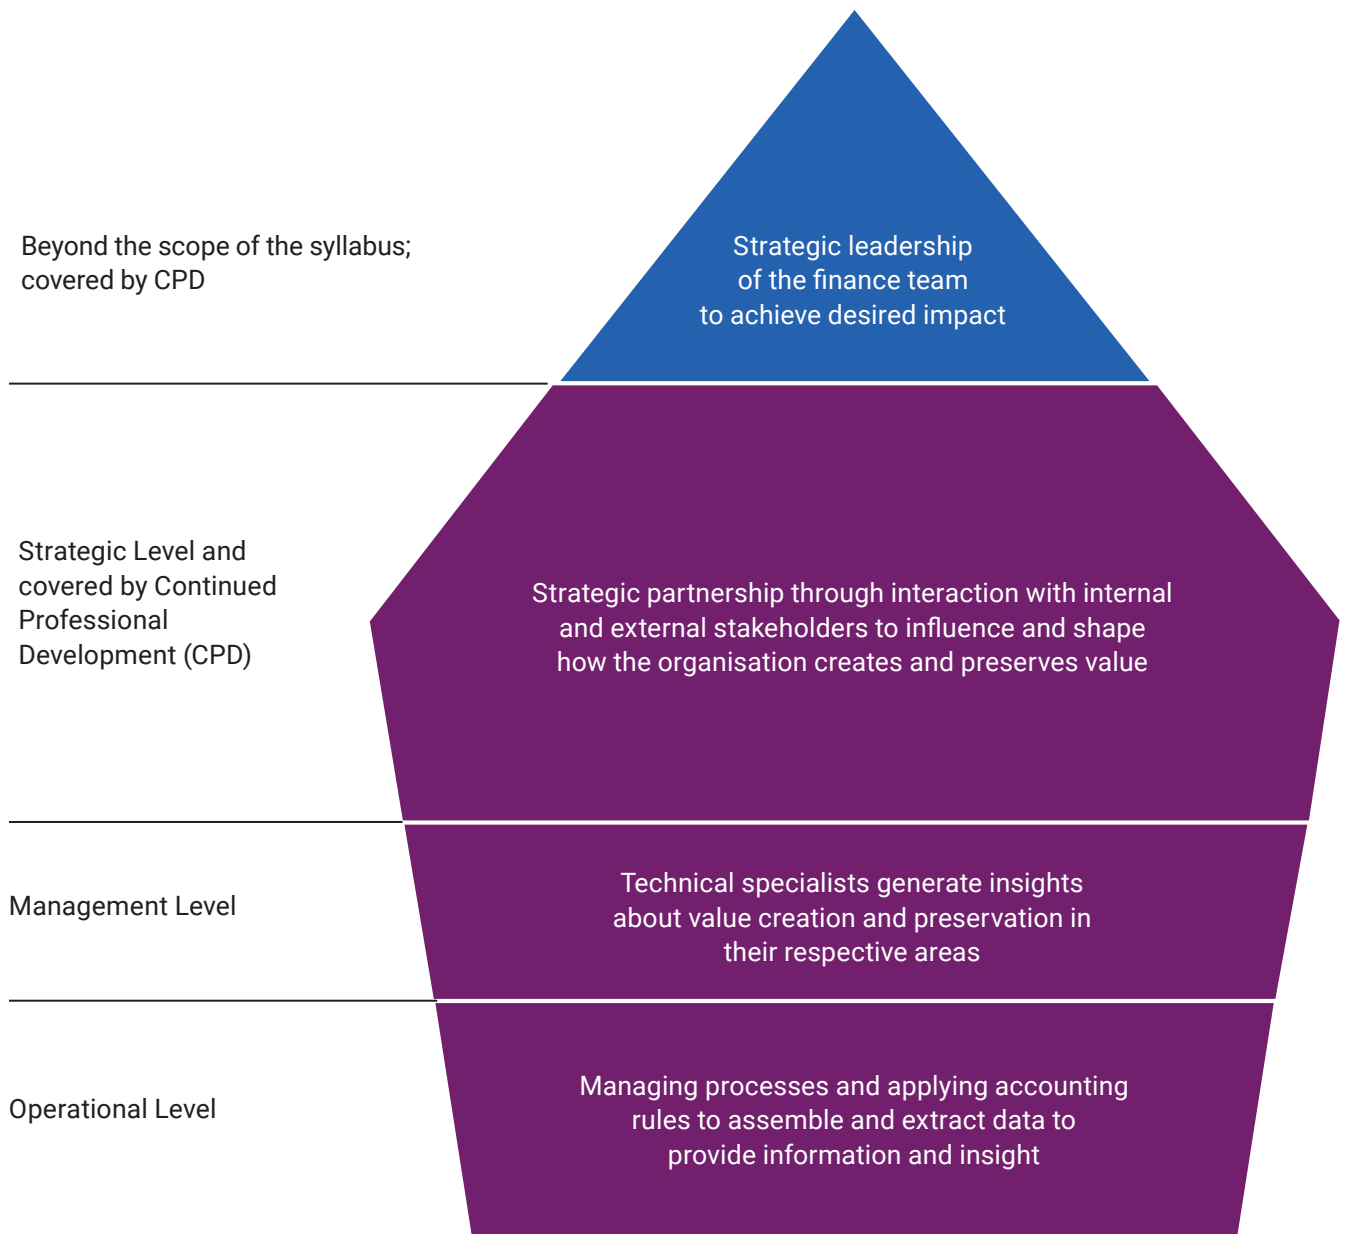 Beyond the scope of the syllabus;
covered by CPD
Strategic leadership
of the finance team
to achieve desired impact
Strategic Level and
covered by Continued
Professional
Development (CPD)
Strategic partnership through interaction with internal
and external stakeholders to influence and shape
how the organisation creates and preserves value
Management Level
Technical specialists generate insights
about value creation and preservation in
their respective areas
Operational Level
Managing processes and applying accounting
rules to assemble and extract data to
provide information and insight